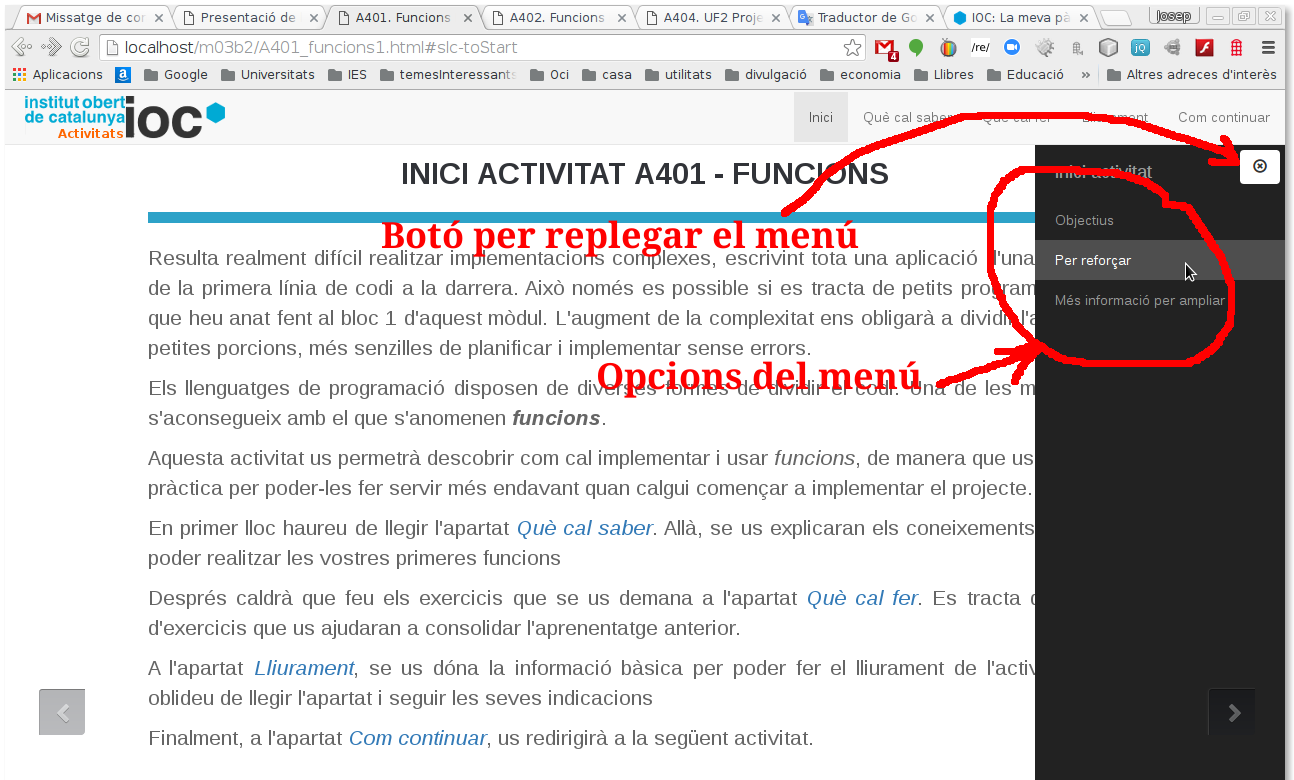 Missatge de cor
Presentació de
A401. Funcions
A402. Funcions
A404. UF2 Proje
Traductor de Go
IOC: La meva pà
Josep
localhost/m03b2/A401_funcions1.html#slc-toStart
4
/re/
jQ
Aplicacions
a
Google
Universitats
IES
temesInteressants
Oci
casa
utilitats
divulgació
economia
Llibres
Educació
»
Altres adreces d'interès
institut obert
de catalunya
Activitats
ioc
Inici
Què cal saber
Què cal fer
Lliurament
Com continuar
INICI ACTIVITAT A401 - FUNCIONS
Inici activitat
Objectius
Per reforçar
Més informació per ampliar
Botó per replegar el menú
Resulta realment difícil realitzar implementacions complexes, escrivint tota una aplicació d'una
de la primera línia de codi a la darrera. Això només es possible si es tracta de petits program
que heu anat fent al bloc 1 d'aquest mòdul. L'augment de la complexitat ens obligarà a dividir l'a
petites porcions, més senzilles de planificar i implementar sense errors.
Opcions del menú
Els llenguatges de programació disposen de diverses formes de dividir el codi. Una de les m
s'aconsegueix amb el que s'anomenen funcions.
Aquesta activitat us permetrà descobrir com cal implementar i usar funcions, de manera que us
pràctica per poder-les fer servir més endavant quan calgui començar a implementar el projecte.
En primer lloc haureu de llegir l'apartat Què cal saber. Allà, se us explicaran els coneixements
poder realitzar les vostres primeres funcions
Després caldrà que feu els exercicis que se us demana a l'apartat Què cal fer. Es tracta d
d'exercicis que us ajudaran a consolidar l'aprenentatge anterior.
A l'apartat Lliurament, se us dóna la informació bàsica per poder fer el lliurament de l'activ
oblideu de llegir l'apartat i seguir les seves indicacions
Finalment, a l'apartat Com continuar, us redirigirà a la següent activitat.